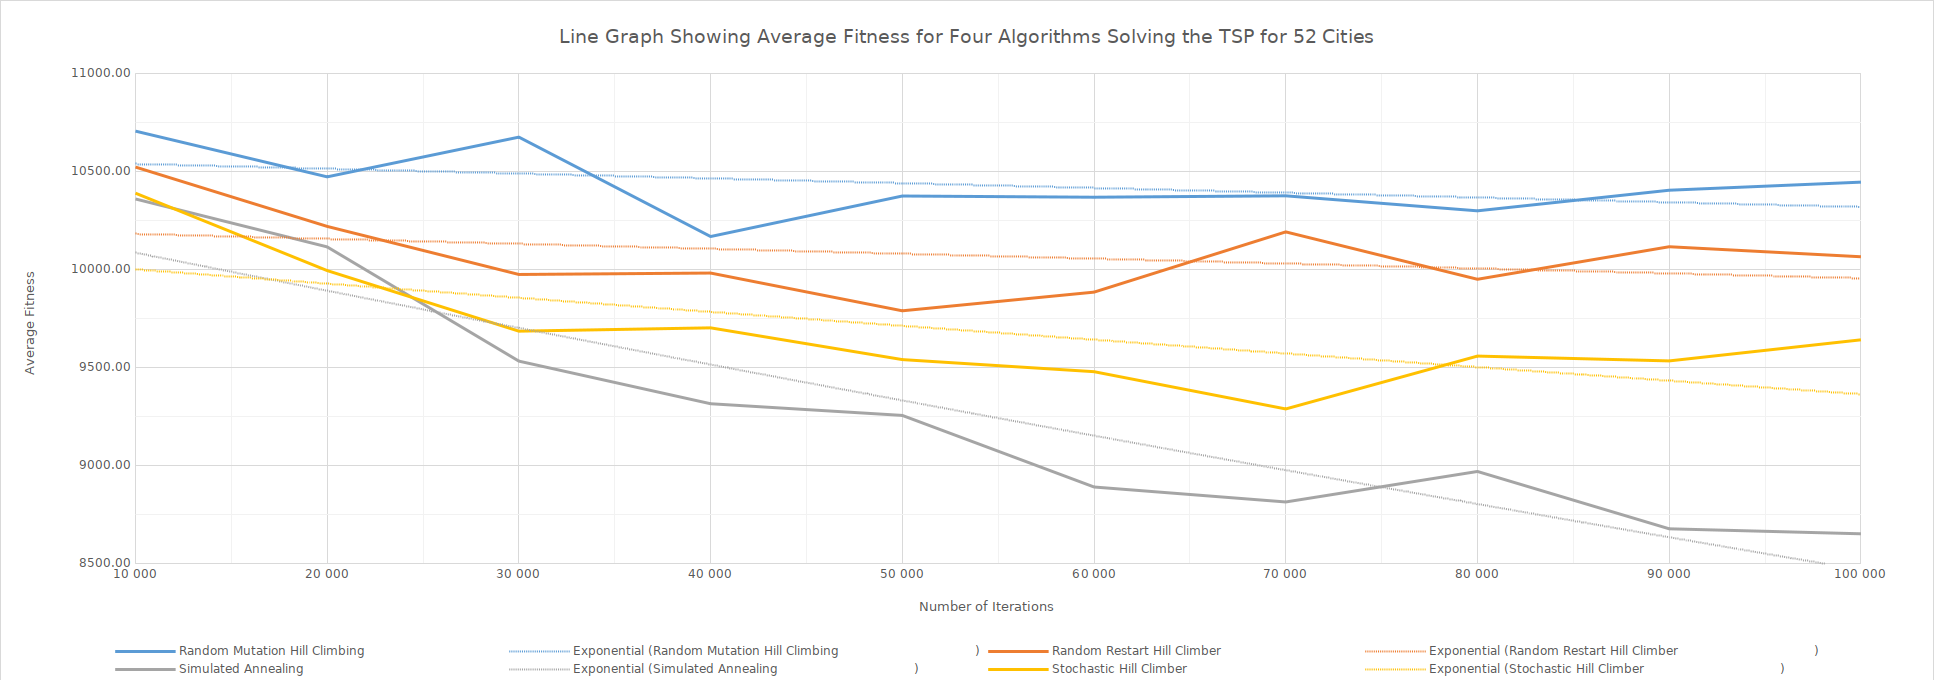 Line Graph Showing Average Fitness for Four Algorithms Solving the TSP for 52 Cities
11000.00
10500.00
10000.00
9500.00
9000.00
8500.00
Average Fitness
10 000 20 000 30 000 40 000 50 000 60 000 70 000 80 000 90 000 100 000
Number of Iterations
Random Mutation Hill Climbing Exponential (Random Mutation Hill Climbing ) Random Restart Hill Climber Exponential (Random Restart Hill Climber )
Simulated Annealing Exponential (Simulated Annealing ) Stochastic Hill Climber Exponential (Stochastic Hill Climber )